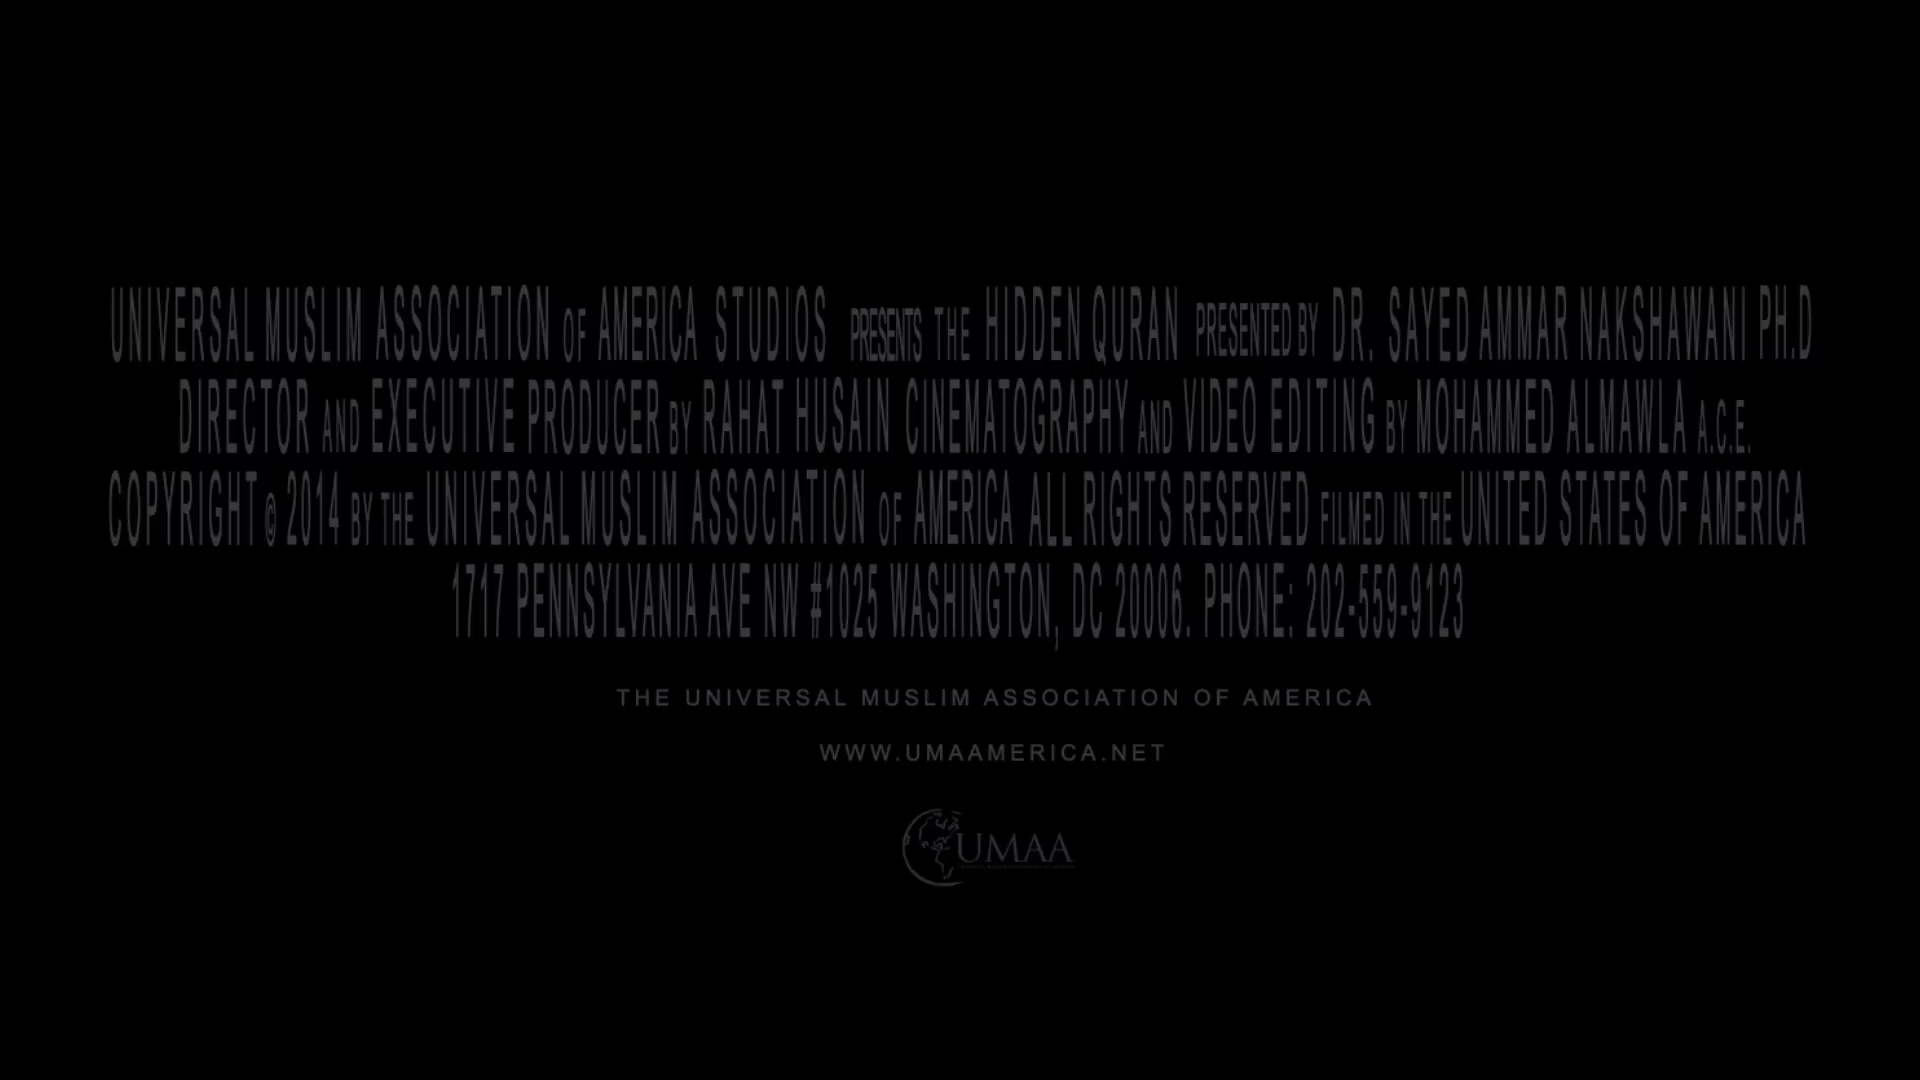 UNIVERSAL MUSLIM ASSOCIATION OF AMERICA STUDIOS PRESENTS THE HIDDEN QURAN PRESENTED BY DR. SAYED AMMAR NAKSHAWANI PH.D
DIRECTOR AND EXECUTIVE PRODUCER BY RAHAT HUSAIN CINEMATOGRAPHY AND VIDEO EDITING BY MOHAMMED ALMAWLA A.C.E.
COPYRIGHT © 2014 BY THE UNIVERSAL MUSLIM ASSOCIATION OF AMERICA ALL RIGHTS RESERVED FILMED IN THE UNITED STATES OF AMERICA
1717 PENNSYLVANIA AVE NW #1025 WASHINGTON, DC 20006. PHONE: 202-559-9123
THE UNIVERSAL MUSLIM ASSOCIATION OF AMERICA
WWW.UMAAMERICA.NET
UMAA